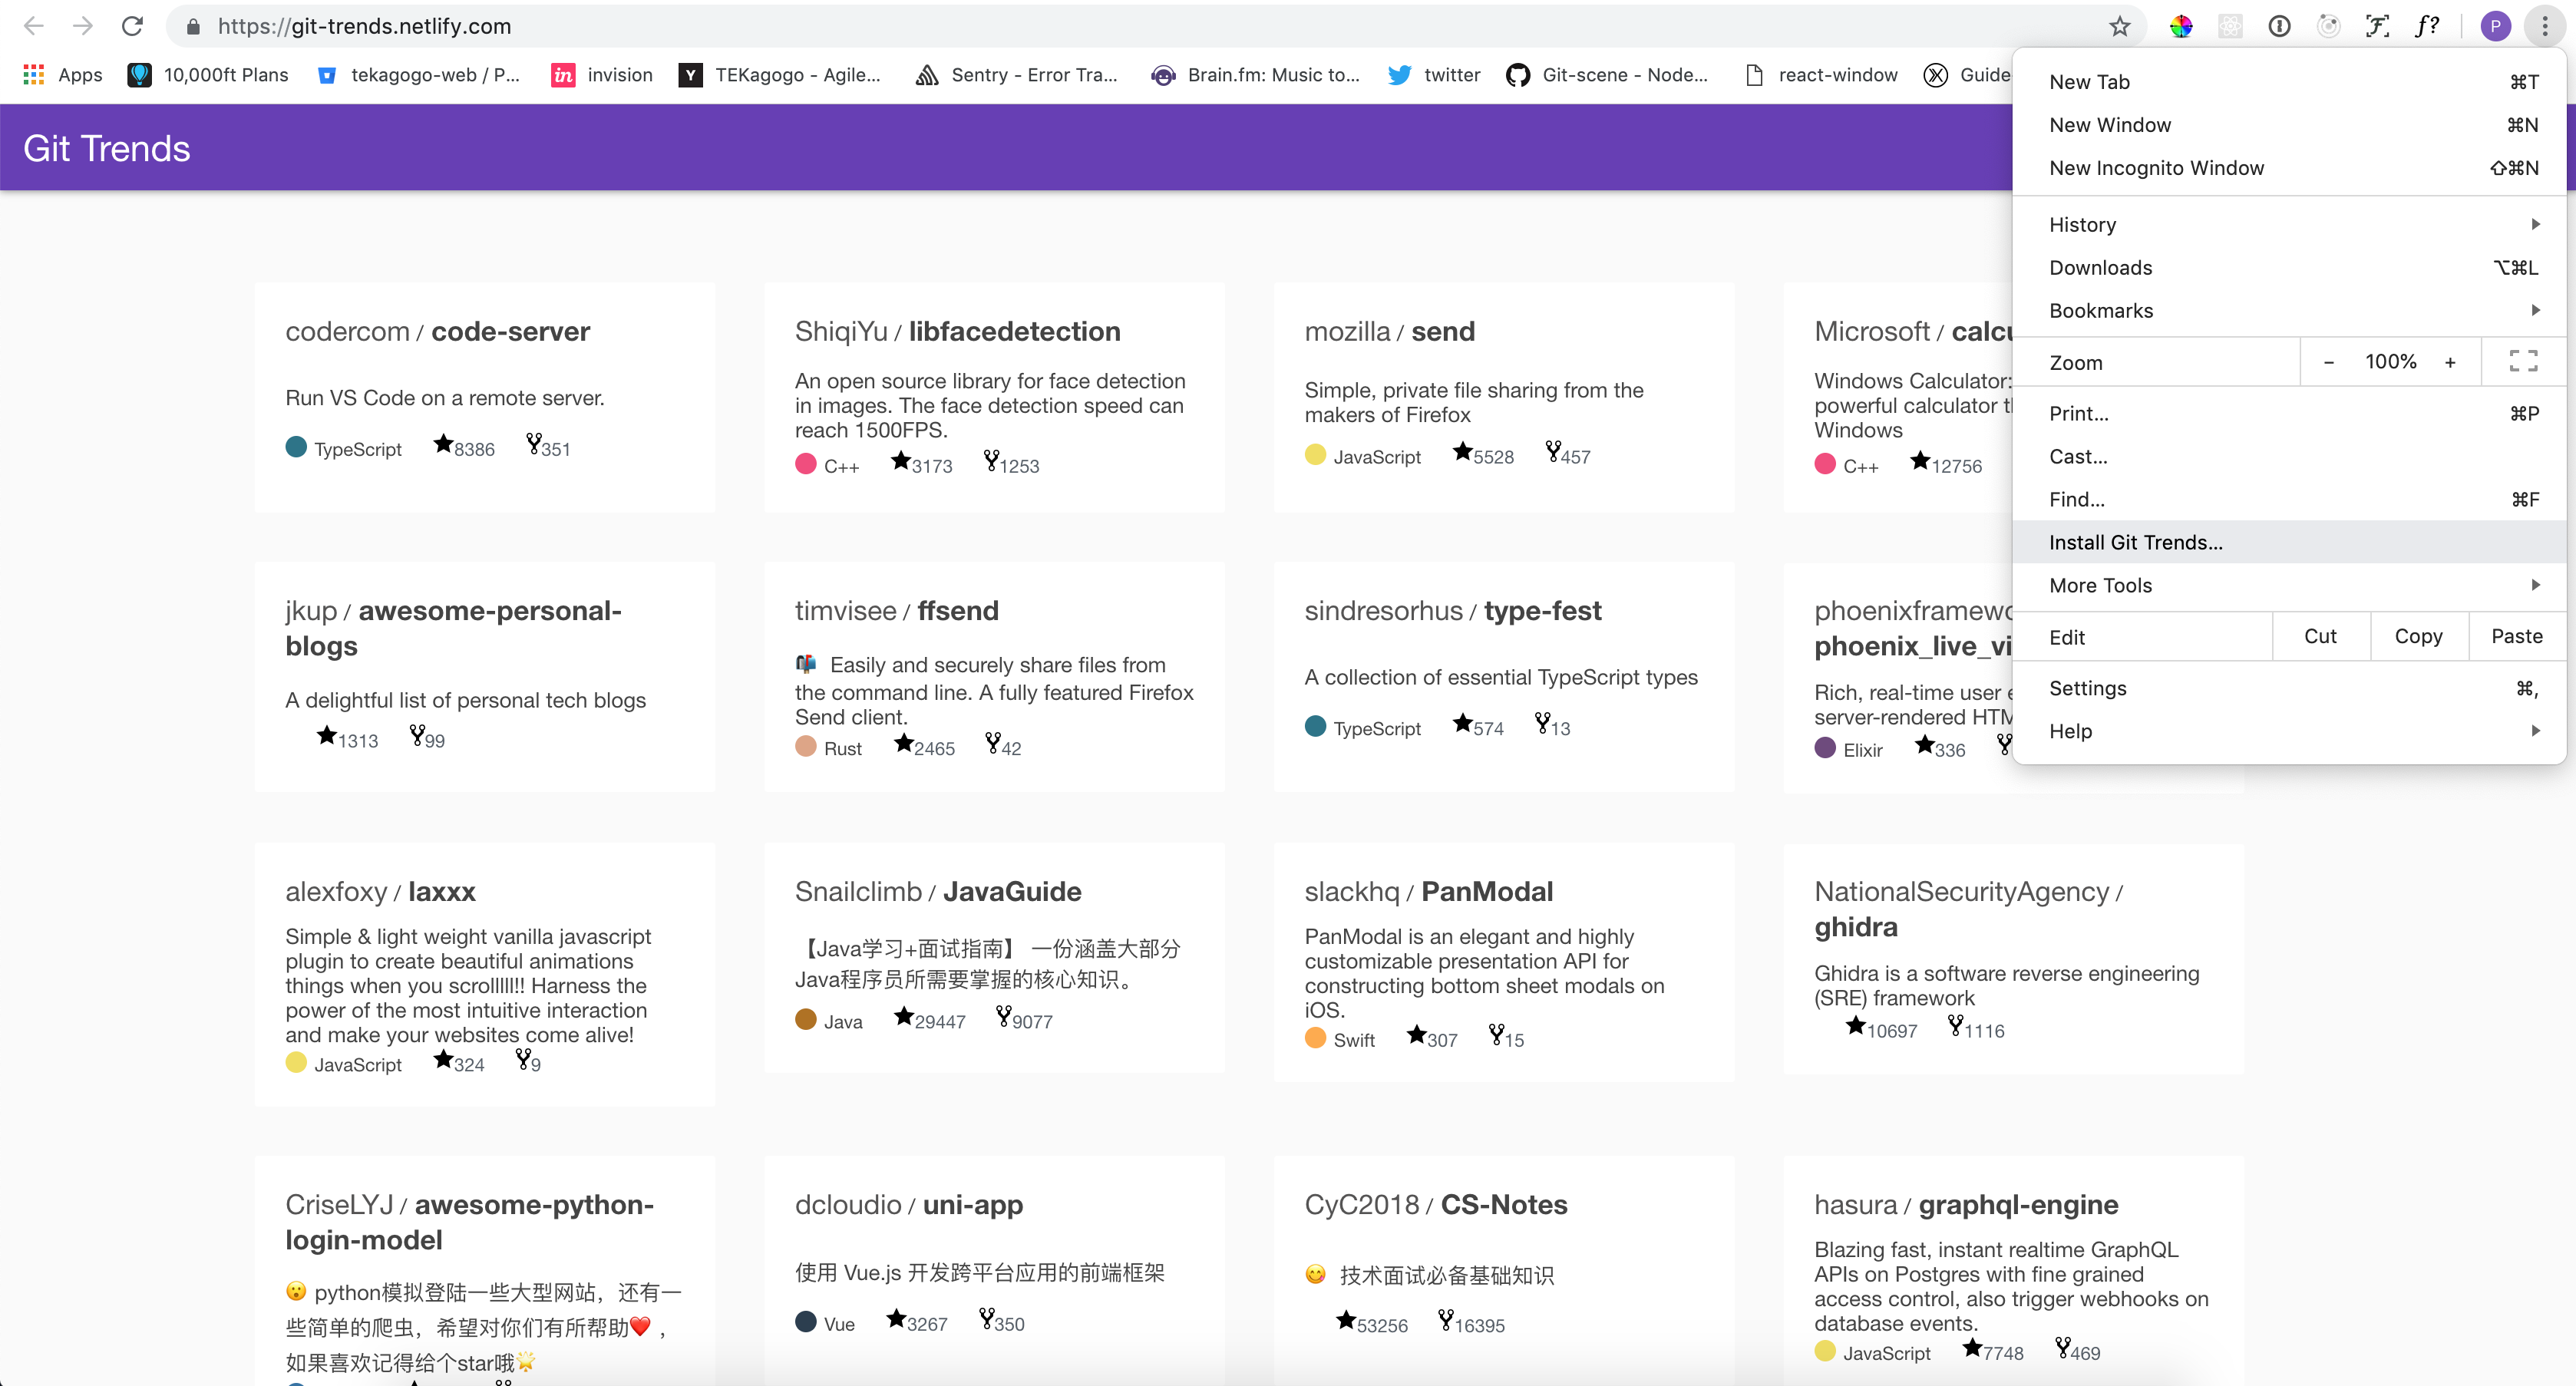 https://git-trends.netlify.com
P
Apps
10,000ft Plans
tekagogo-web / P...
invision
TEKagogo - Agile...
Sentry - Error Tra...
Brain.fm: Music to...
twitter
Git-scene - Node...
react-window
Guide
Git Trends
New Tab ⌘T
New Window ⌘N
New Incognito Window ⇧⌘N
History
Downloads ⌥⌘L
Bookmarks
Zoom − 100% +
Print... ⌘P
Cast...
Find... ⌘F
Install Git Trends...
More Tools
Edit Cut Copy Paste
Settings ⌘,
Help
codercom / code-server
Run VS Code on a remote server.
TypeScript 8386 351
ShiqiYu / libfacedetection
An open source library for face detection
in images. The face detection speed can
reach 1500FPS.
C++ 3173 1253
mozilla / send
Simple, private file sharing from the
makers of Firefox
JavaScript 5528 457
Microsoft /
Windows Calculator:
powerful calculator
Windows
C++ 12756
jkup / awesome-personal-
blogs
A delightful list of personal tech blogs
1313 99
timvisee / ffsend
📬 Easily and securely share files from
the command line. A fully featured Firefox
Send client.
Rust 2465 42
sindresorhus / type-fest
A collection of essential TypeScript types
TypeScript 574 13
phoenixframewo
phoenix_live_vi
Rich, real-time user
server-rendered HTM
Elixir 336
alexfoxy / laxxx
Simple & light weight vanilla javascript
plugin to create beautiful animations
things when you scrolllll!! Harness the
power of the most intuitive interaction
and make your websites come alive!
JavaScript 324 9
Snailclimb / JavaGuide
【Java学习+面试指南】 一份涵盖大部分
Java程序员所需要掌握的核心知识。
Java 29447 9077
slackhq / PanModal
PanModal is an elegant and highly
customizable presentation API for
constructing bottom sheet modals on
iOS.
Swift 307 15
NationalSecurityAgency /
ghidra
Ghidra is a software reverse engineering
(SRE) framework
10697 1116
CriseLYJ / awesome-python-
login-model
😮 python模拟登陆一些大型网站，还有一
些简单的爬虫，希望对你们有所帮助❤️，
如果喜欢记得给个star哦🌟
dcloudio / uni-app
使用 Vue.js 开发跨平台应用的前端框架
Vue 3267 350
CyC2018 / CS-Notes
😋 技术面试必备基础知识
53256 16395
hasura / graphql-engine
Blazing fast, instant realtime GraphQL
APIs on Postgres with fine grained
access control, also trigger webhooks on
database events.
JavaScript 7748 469